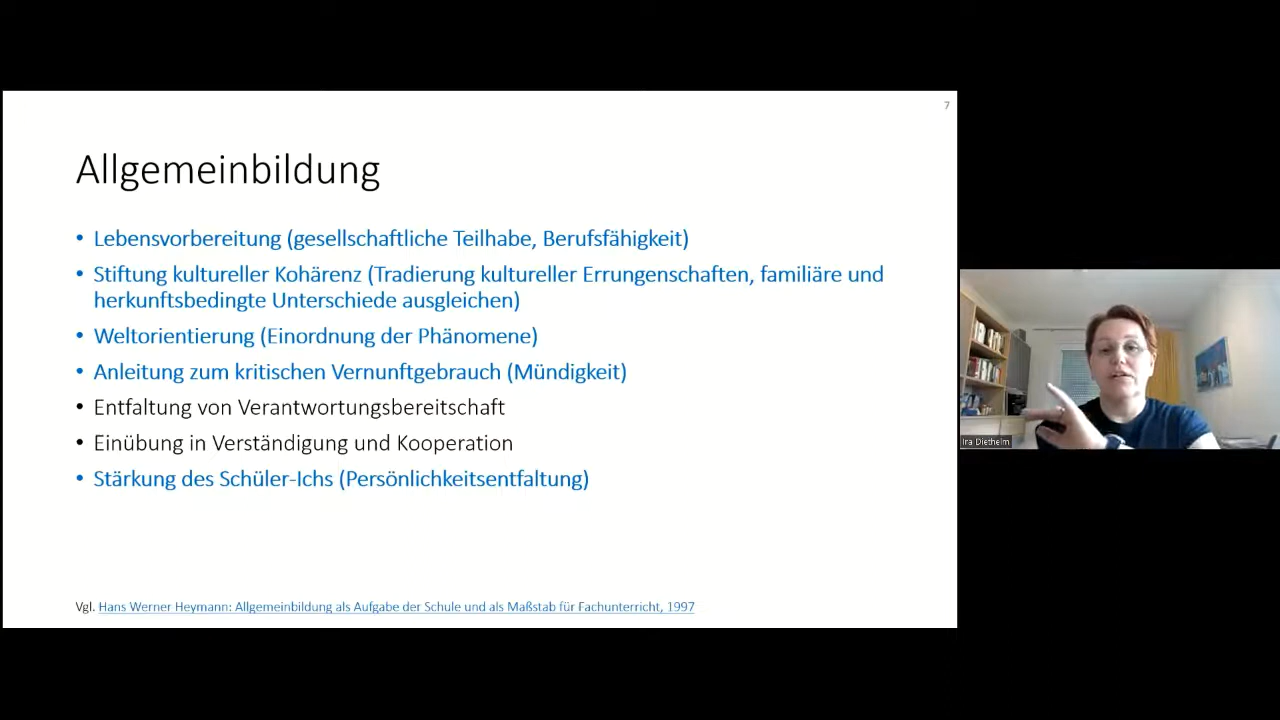 7
Allgemeinbildung
• Lebensvorbereitung (gesellschaftliche Teilhabe, Berufsfähigkeit)
• Stiftung kultureller Kohärenz (Tradierung kultureller Errungenschaften, familiäre und
herkunftsbedingte Unterschiede ausgleichen)
• Weltorientierung (Einordnung der Phänomene)
• Anleitung zum kritischen Vernunftgebrauch (Mündigkeit)
• Entfaltung von Verantwortungsbereitschaft
• Einübung in Verständigung und Kooperation
• Stärkung des Schüler-Ichs (Persönlichkeitsentfaltung)
Vgl. Hans Werner Heymann: Allgemeinbildung als Aufgabe der Schule und als Maßstab für Fachunterricht, 1997
Ira Diethelm